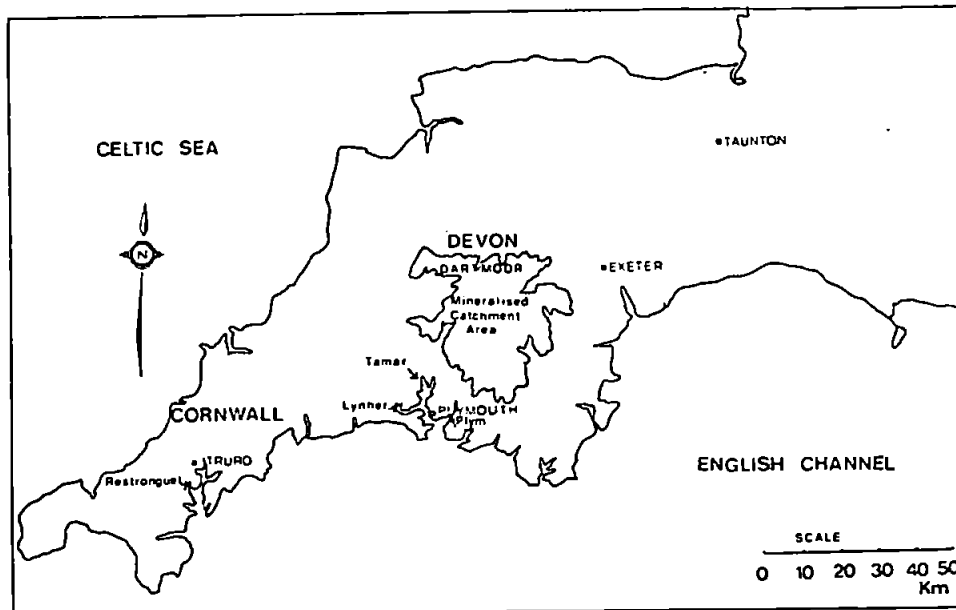 CELTIC SEA
TAUNTON
N
DEVON
DARTMOOR
EXETER
Mineralised
Catchment
Area
Tamar
Lynher
PLYMOUTH
Plym
CORNWALL
TRURO
Restronguet
ENGLISH CHANNEL
SCALE
0 10 20 30 40 50
Km